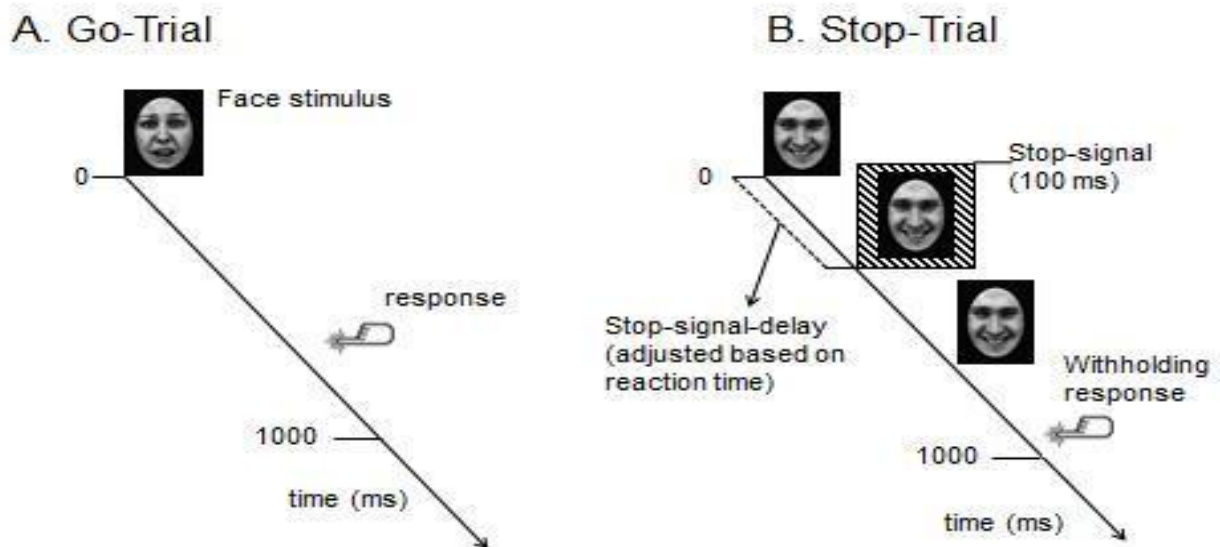 A. Go-Trial
Face stimulus
0
response
1000
time (ms)
B. Stop-Trial
0
Stop-signal
(100 ms)
Stop-signal-delay
(adjusted based on
reaction time)
Withholding
response
1000
time (ms)